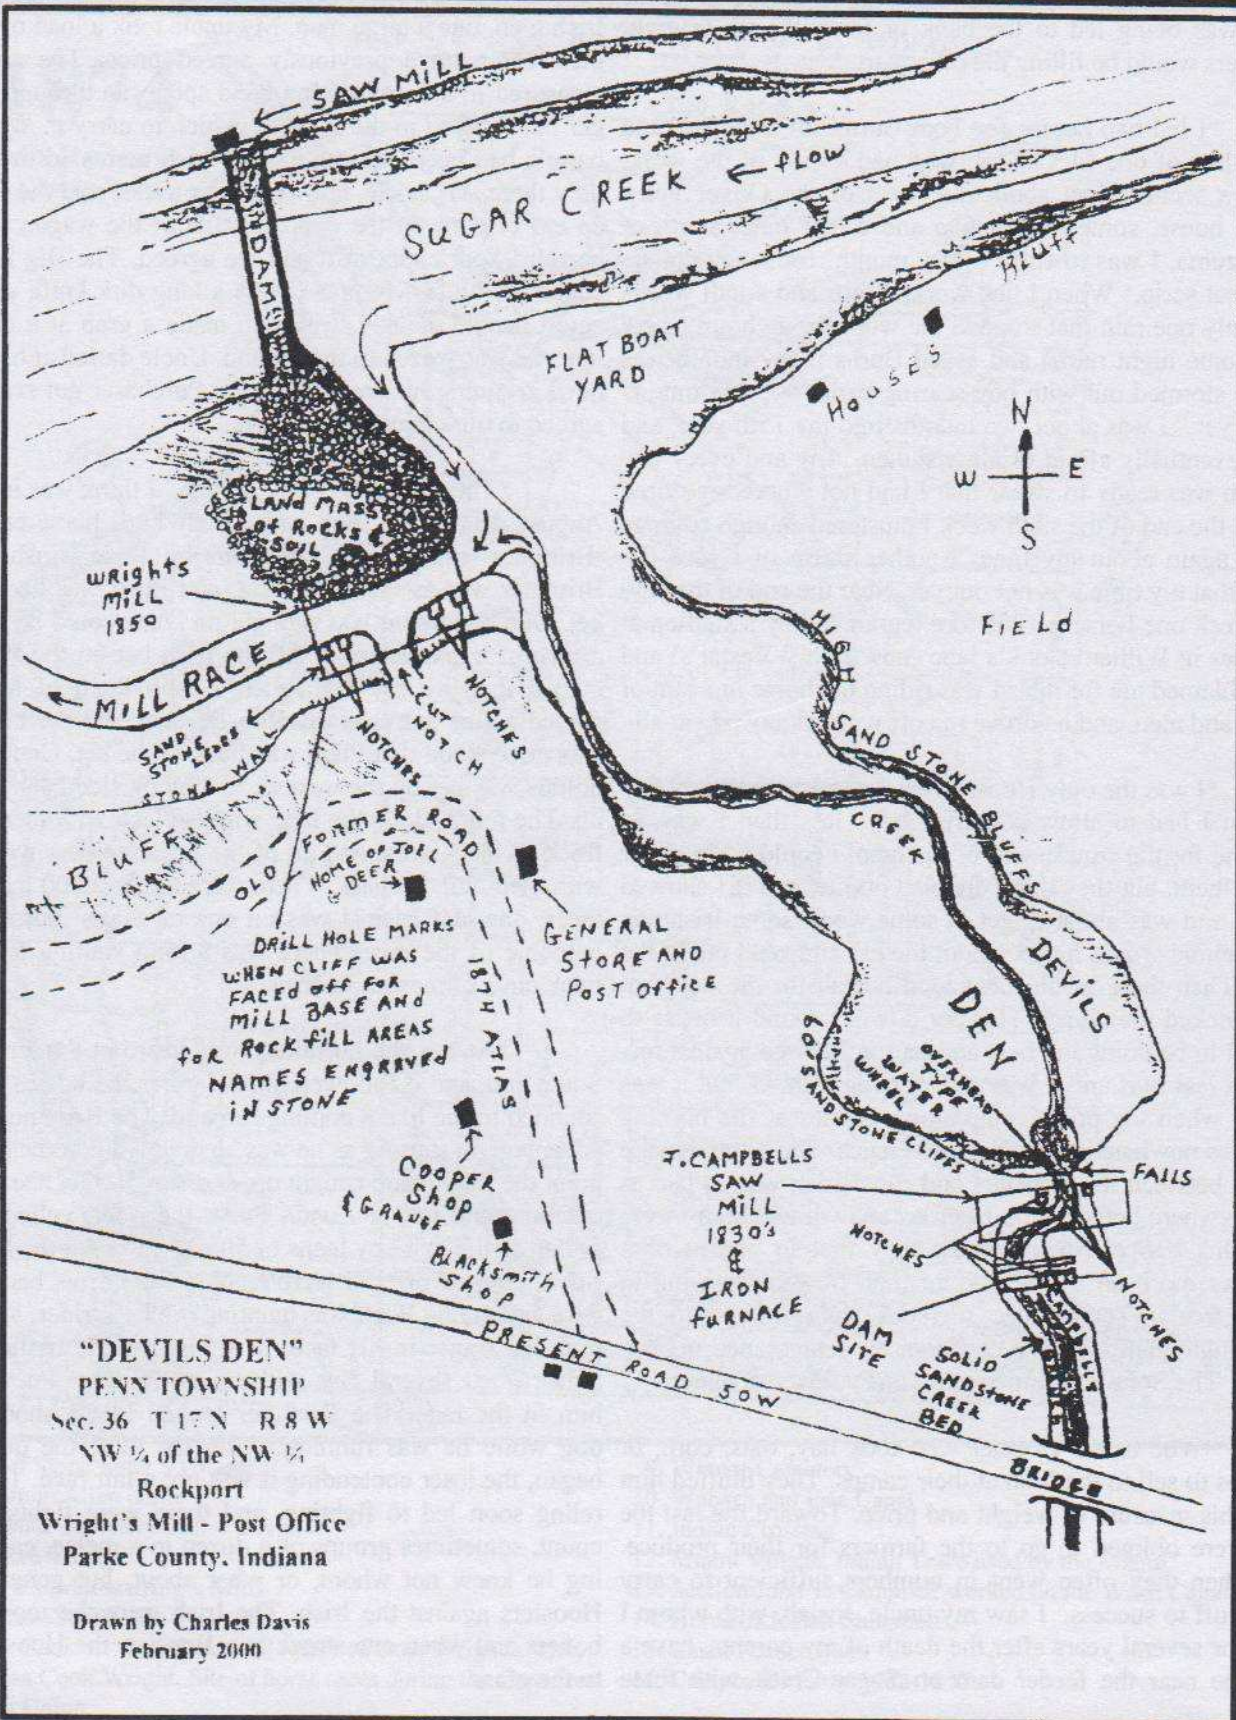 SAW MILL
DAM
SUGAR CREEK ← FLOW
Bluff
FLAT BOAT
YARD
HOUSES
N
W E
S
LAND MASS
of ROCKS &
SOIL
WRIGHTS
MILL
1850
FIELD
MILL RACE
HIGH
SAND STONE BLUFFS
SAND
STONE
LEDGE
STONE WALL
NOTCHES
CUT
NOTCH
NOTCHES
BLUFF
OLD FORMER ROAD
HOME OF JOEL
G DEER
CREEK
1874 ATLAS
GENERAL
STORE AND
Post Office
DRILL HOLE MARKS
WHEN CLIFF WAS
FACED off FOR
MILL BASE AND
foR Rock fill AREAS
NAMES ENGRAVED
IN STONE
DEVILS
DEN
60'S
SANDSTONE CLIFFS
OVERHEAD
TYPE
WATER
WHEEL
FALLS
COOPER
Shop
& GRANGE
BLACKSMITH
Shop
J. CAMPBELLS
SAW
MILL
1830's
&
IRON
fURNACE
NOTCHES
NOTCHES
DAM
SITE
SOLID
SANDSTONE
CREEK
BED
CAMPBELLS
PRESENT ROAD 50W
BRIDGE
"DEVILS DEN"
PENN TOWNSHIP
Sec. 36 T 17 N R 8 W
NW ¼ of the NW ¼
Rockport
Wright's Mill - Post Office
Parke County, Indiana
Drawn by Charles Davis
February 2000